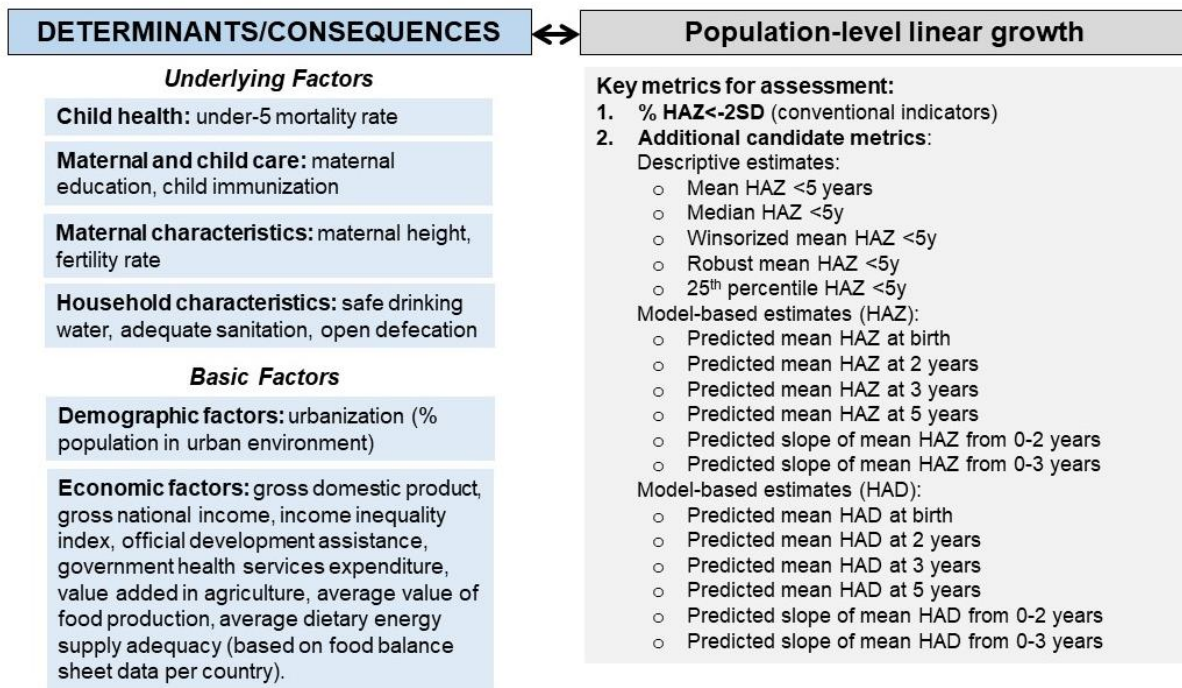 DETERMINANTS/CONSEQUENCES
Underlying Factors
Child health: under-5 mortality rate
Maternal and child care: maternal
education, child immunization
Maternal characteristics: maternal height,
fertility rate
Household characteristics: safe drinking
water, adequate sanitation, open defecation
Basic Factors
Demographic factors: urbanization (%
population in urban environment)
Economic factors: gross domestic product,
gross national income, income inequality
index, official development assistance,
government health services expenditure,
value added in agriculture, average value of
food production, average dietary energy
supply adequacy (based on food balance
sheet data per country).
Population-level linear growth
Key metrics for assessment:
1. % HAZ<-2SD (conventional indicators)
2. Additional candidate metrics:
Descriptive estimates:
o Mean HAZ <5 years
o Median HAZ <5y
o Winsorized mean HAZ <5y
o Robust mean HAZ <5y
o 25th percentile HAZ <5y
Model-based estimates (HAZ):
o Predicted mean HAZ at birth
o Predicted mean HAZ at 2 years
o Predicted mean HAZ at 3 years
o Predicted mean HAZ at 5 years
o Predicted slope of mean HAZ from 0-2 years
o Predicted slope of mean HAZ from 0-3 years
Model-based estimates (HAD):
o Predicted mean HAD at birth
o Predicted mean HAD at 2 years
o Predicted mean HAD at 3 years
o Predicted mean HAD at 5 years
o Predicted slope of mean HAD from 0-2 years
o Predicted slope of mean HAD from 0-3 years